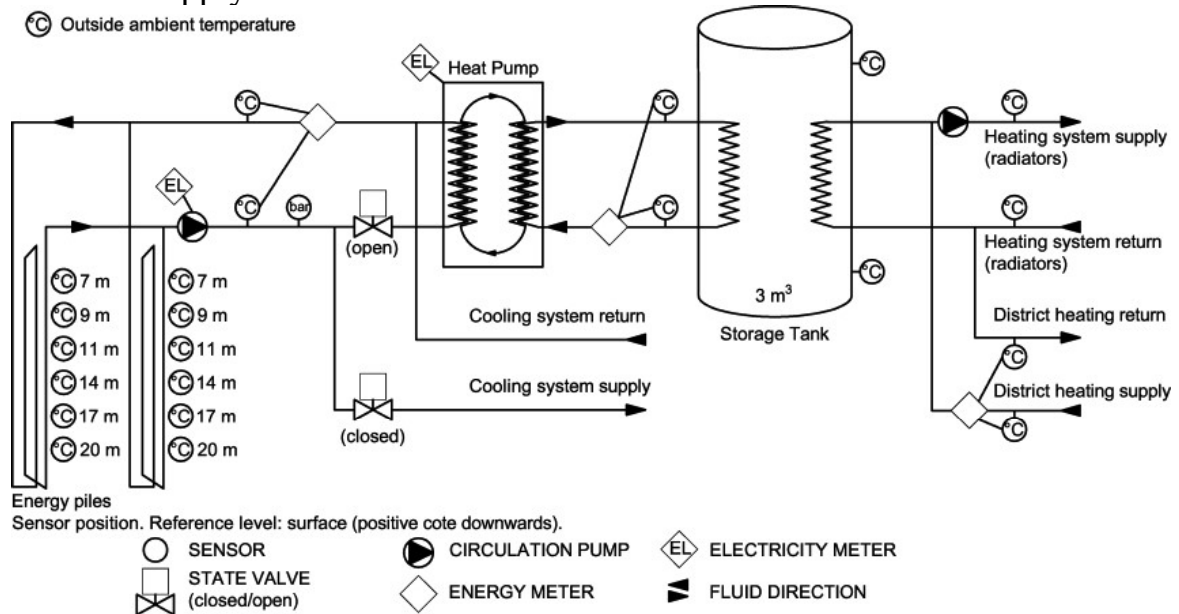 °C Outside ambient temperature
EL
Heat Pump
°C
°C
°C
°C
Heating system supply
(radiators)
EL
°C
bar
(open)
°C
°C
Heating system return
(radiators)
°C
°C 7 m
°C 7 m
°C 9 m
°C 9 m
°C 11 m
°C 11 m
°C 14 m
°C 14 m
°C 17 m
°C 17 m
°C 20 m
°C 20 m
3 m³
Storage Tank
Cooling system return
District heating return
°C
Cooling system supply
District heating supply
°C
(closed)
Energy piles
Sensor position. Reference level: surface (positive cote downwards).
SENSOR
CIRCULATION PUMP
EL ELECTRICITY METER
STATE VALVE
(closed/open)
ENERGY METER
FLUID DIRECTION